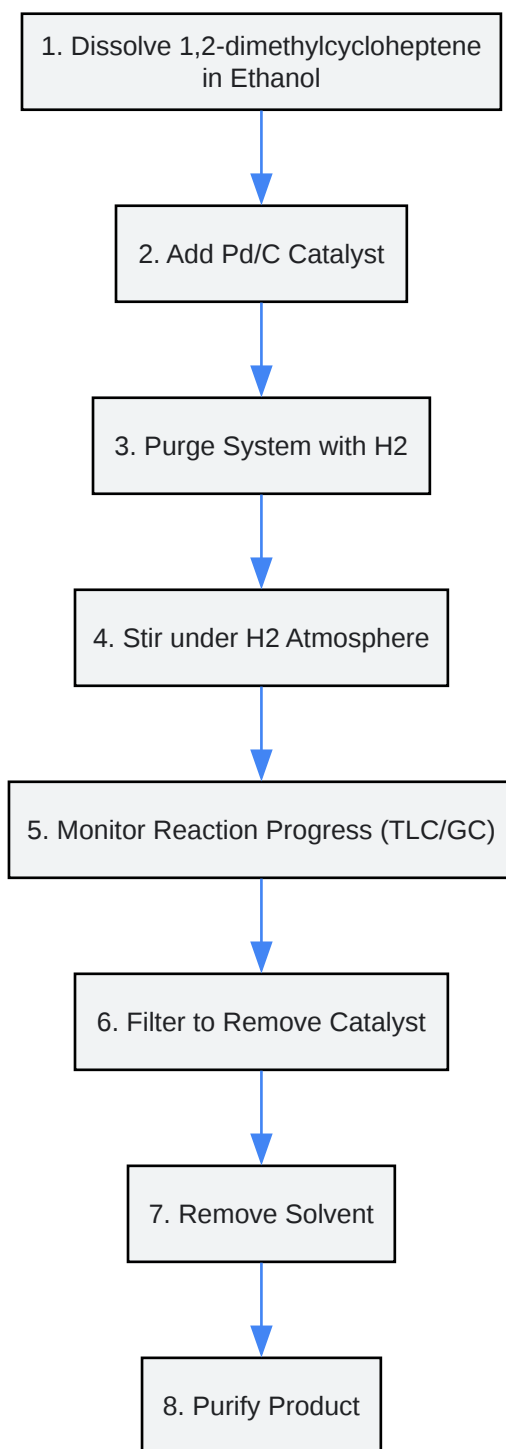 1. Dissolve 1,2-dimethylcycloheptene
in Ethanol
2. Add Pd/C Catalyst
3. Purge System with H2
4. Stir under H2 Atmosphere
5. Monitor Reaction Progress (TLC/GC)
6. Filter to Remove Catalyst
7. Remove Solvent
8. Purify Product